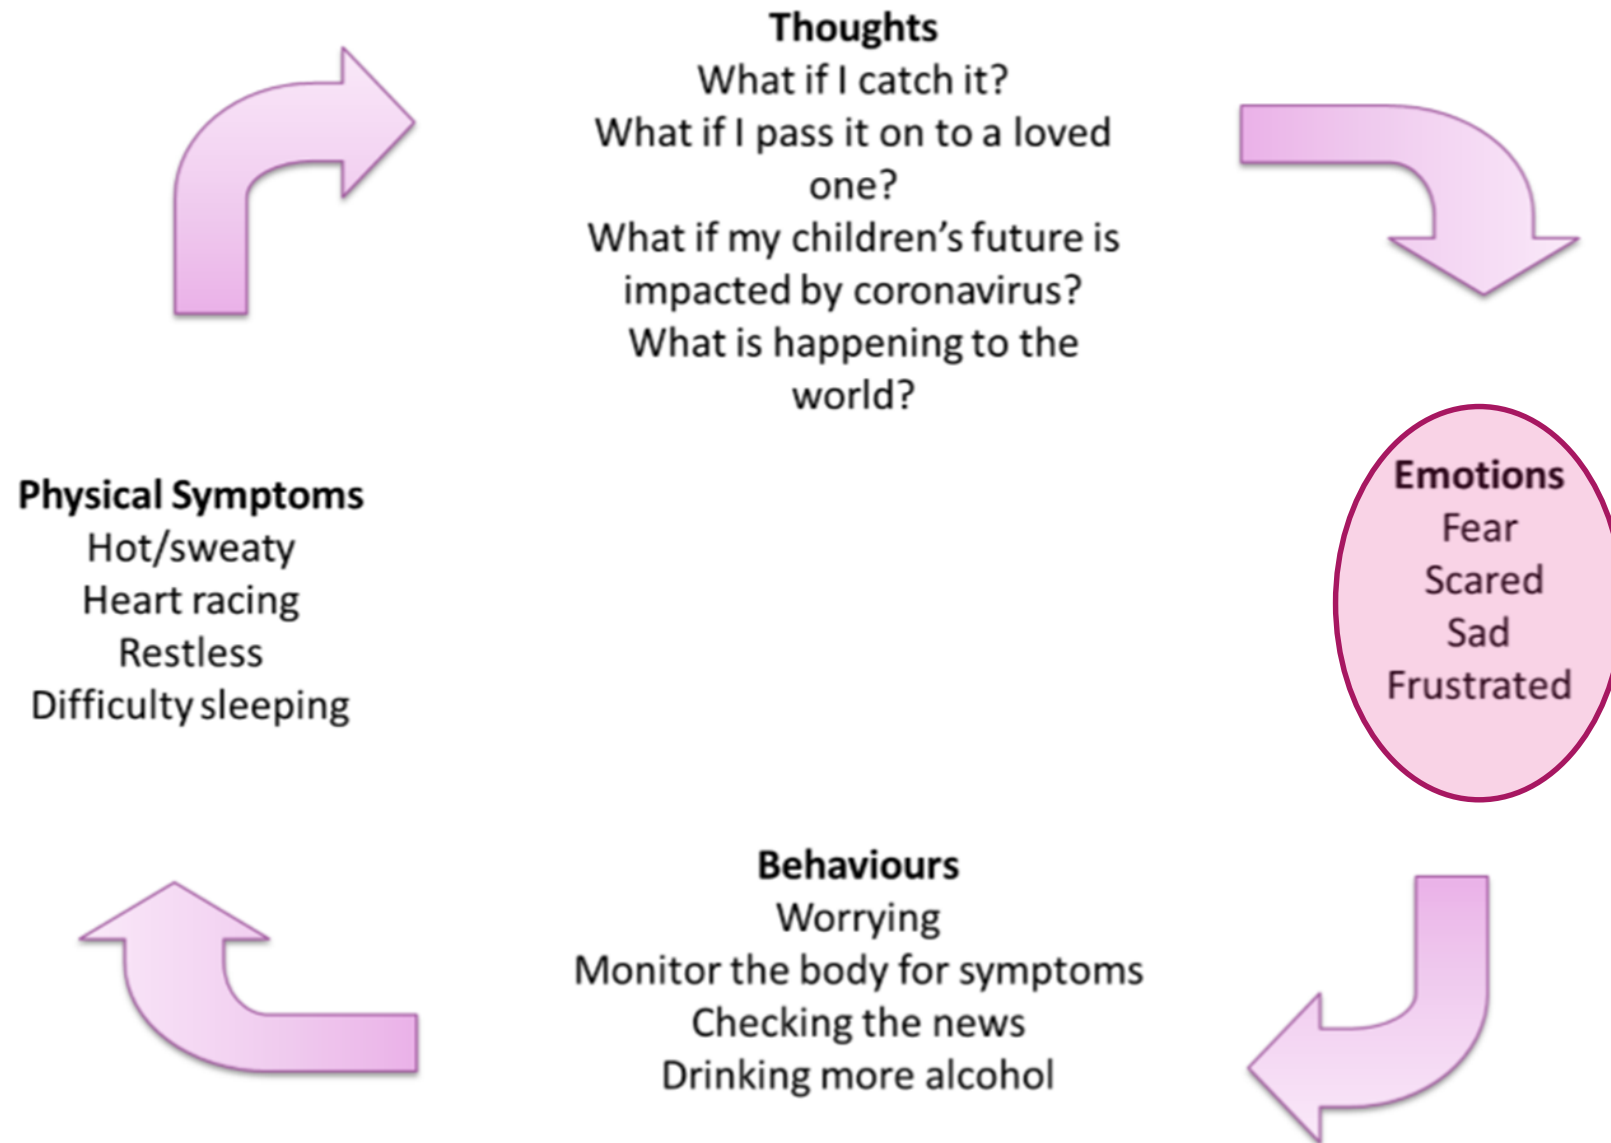 Thoughts
What if I catch it?
What if I pass it on to a loved
one?
What if my children’s future is
impacted by coronavirus?
What is happening to the
world?
Emotions
Fear
Scared
Sad
Frustrated
Behaviours
Worrying
Monitor the body for symptoms
Checking the news
Drinking more alcohol
Physical Symptoms
Hot/sweaty
Heart racing
Restless
Difficulty sleeping